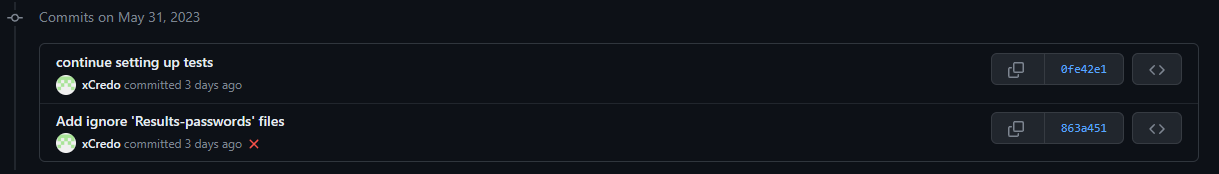 Commits on May 31, 2023
continue setting up tests
xCredo committed 3 days ago
0fe42e1
Add ignore 'Results-passwords' files
xCredo committed 3 days ago
863a451